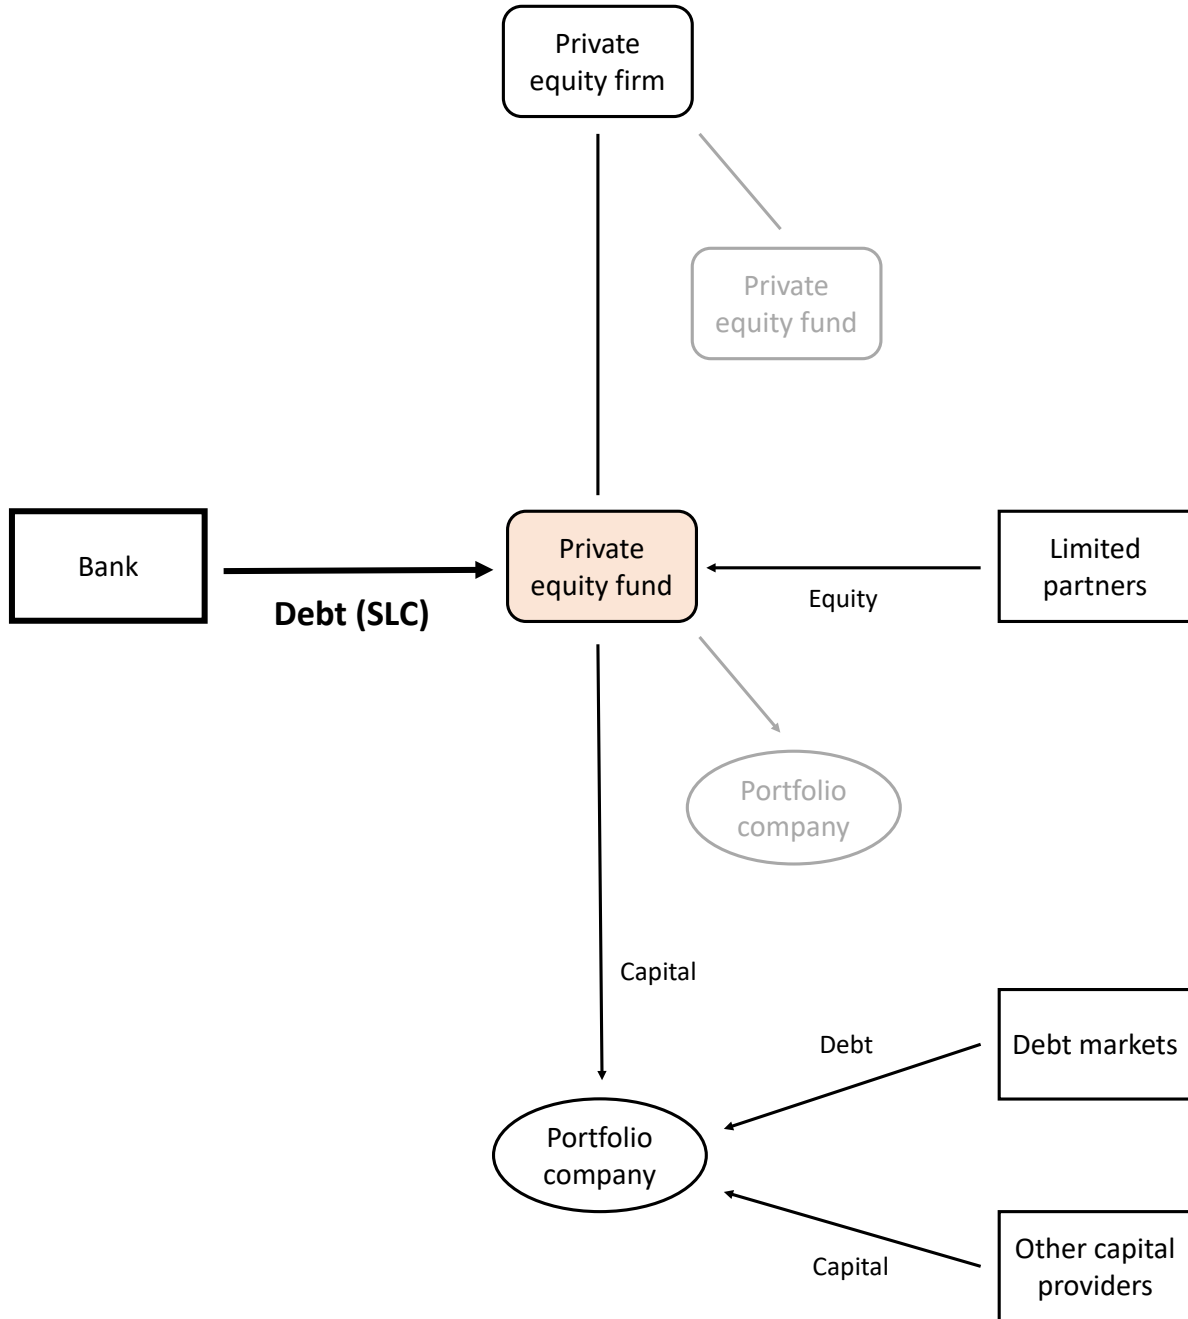 Private
equity firm
Private
equity fund
Bank
Debt (SLC)
Private
equity fund
Equity
Limited
partners
Portfolio
company
Capital
Debt
Debt markets
Portfolio
company
Capital
Other capital
providers